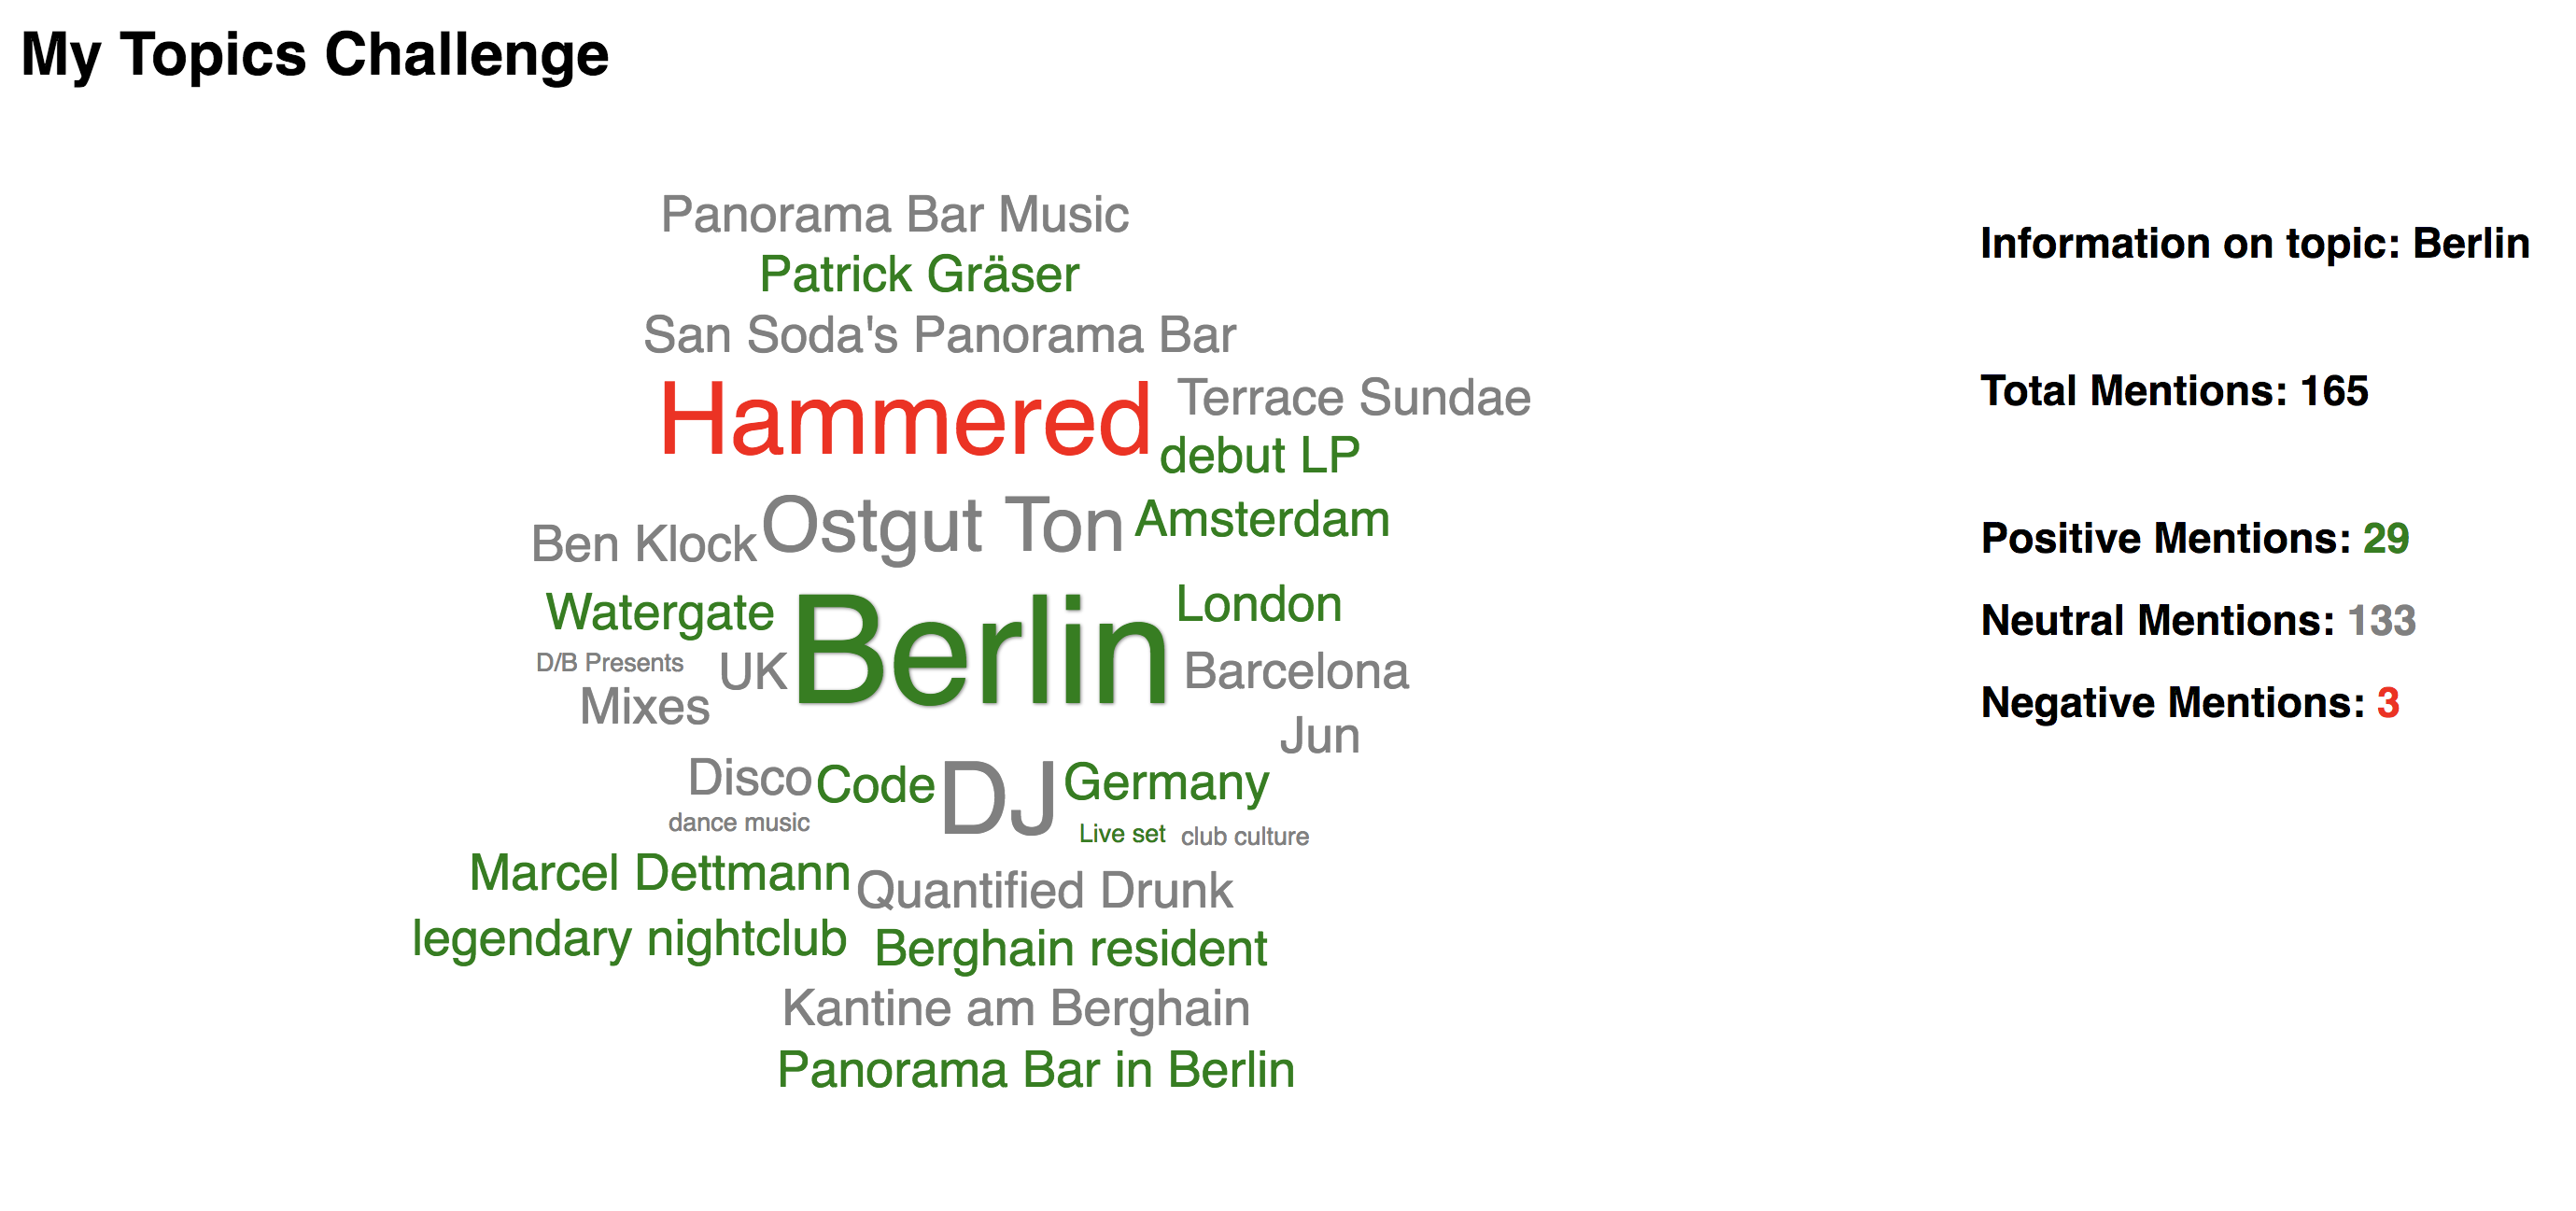 My Topics Challenge
Panorama Bar Music
Patrick Gräser
San Soda's Panorama Bar
Hammered
Terrace Sundae
debut LP
Ben Klock
Ostgut Ton
Amsterdam
Watergate
Berlin
London
D/B Presents
UK
Barcelona
Mixes
Jun
Disco
Code
DJ
Germany
dance music
Live set
club culture
Marcel Dettmann
Quantified Drunk
legendary nightclub
Berghain resident
Kantine am Berghain
Panorama Bar in Berlin
Information on topic: Berlin
Total Mentions: 165
Positive Mentions: 29
Neutral Mentions: 133
Negative Mentions: 3